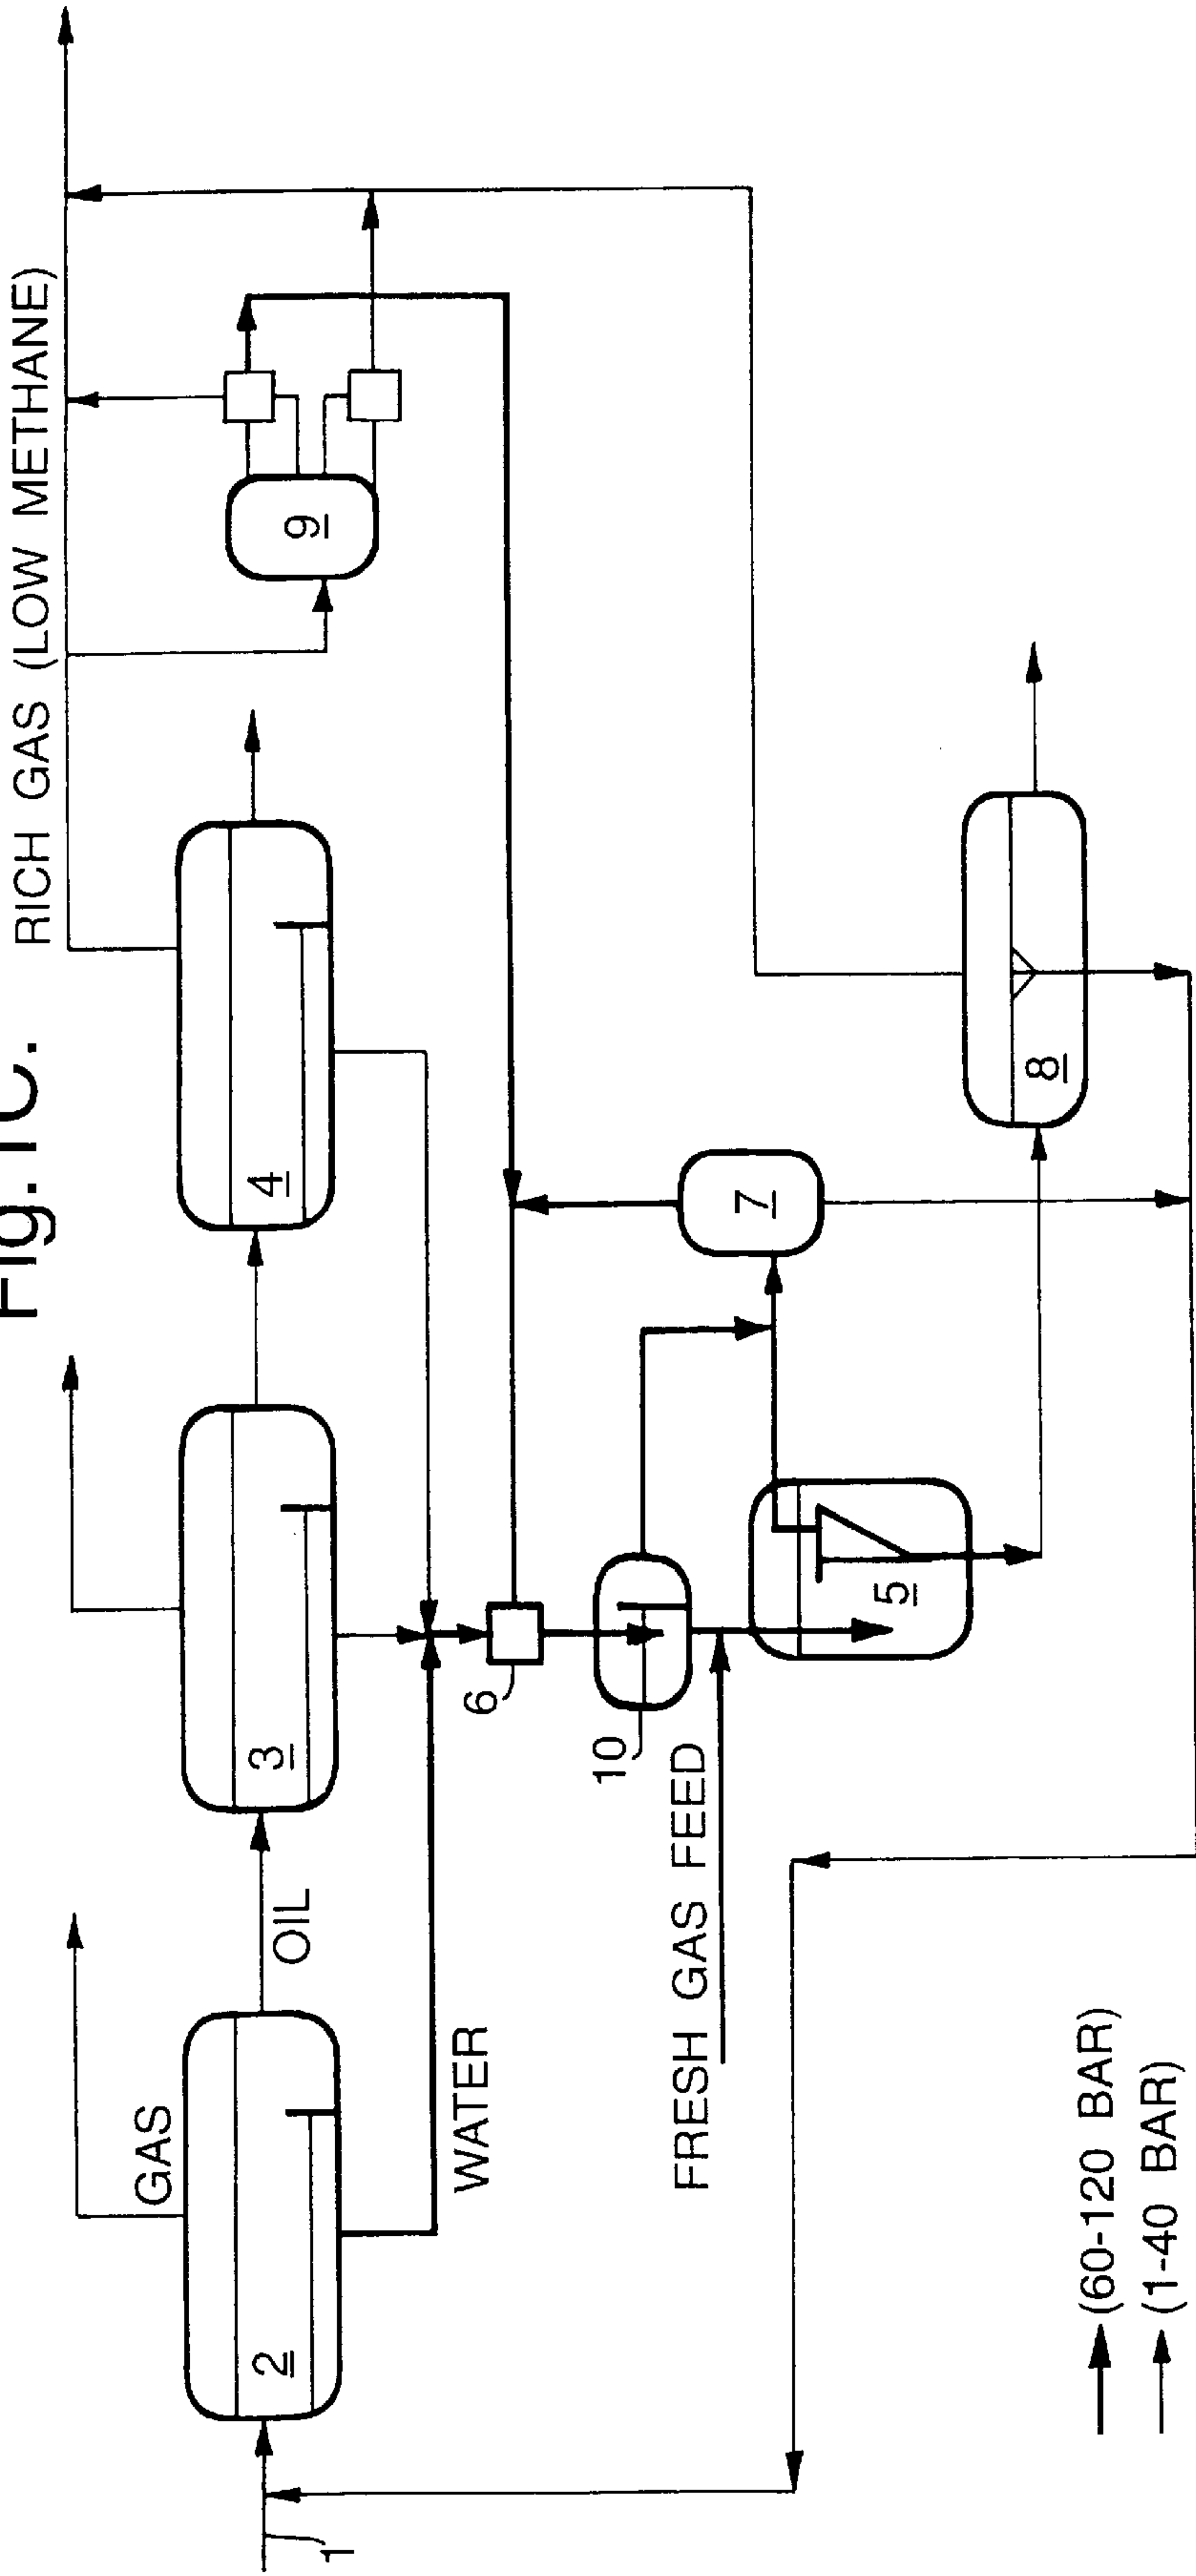 Fig.1C.
RICH GAS (LOW METHANE)
GAS
OIL
WATER
FRESH GAS FEED
1
2
3
4
5
6
7
8
9
10
(60-120 BAR)
(1-40 BAR)